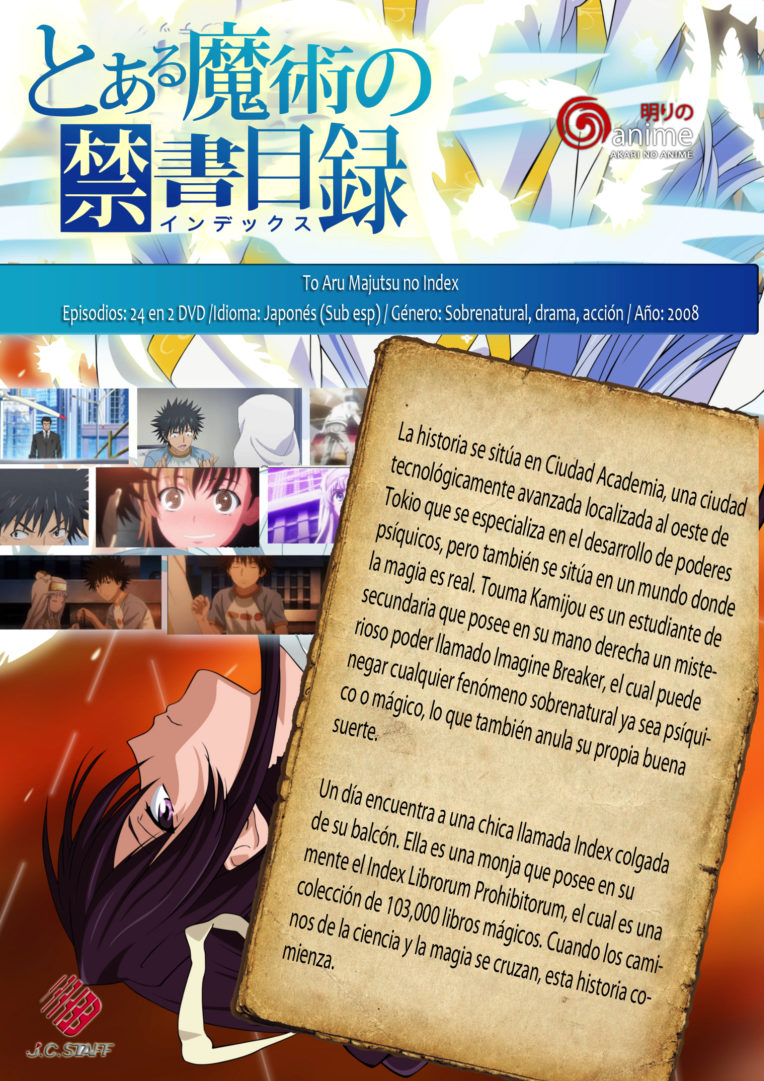 とある魔術の
禁書目録
インデックス
明りの
anime
AKARI NO ANIME
To Aru Majutsu no Index
Episodios: 24 en 2 DVD /Idioma: Japonés (Sub esp) / Género: Sobrenatural, drama, acción / Año: 2008
La historia se sitúa en Ciudad Academia, una ciudad
tecnológicamente avanzada localizada al oeste de
Tokio que se especializa en el desarrollo de poderes
psíquicos, pero también se sitúa en un mundo donde
la magia es real. Touma Kamijou es un estudiante de
secundaria que posee en su mano derecha un miste-
rioso poder llamado Imagine Breaker, el cual puede
negar cualquier fenómeno sobrenatural ya sea psíqui-
co o mágico, lo que también anula su propia buena
suerte.
Un día encuentra a una chica llamada Index colgada
de su balcón. Ella es una monja que posee en su
mente el Index Librorum Prohibitorum, el cual es una
colección de 103,000 libros mágicos. Cuando los cami-
nos de la ciencia y la magia se cruzan, esta historia co-
mienza.
J.C.STAFF